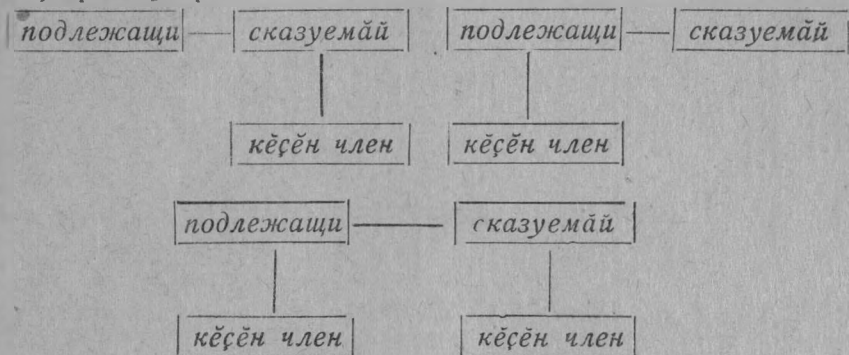 подлежащи сказуемӑй подлежащи сказуемӑй
кӗҫӗн член кӗҫӗн член
подлежащи сказуемӑй
кӗҫӗн член кӗҫӗн член